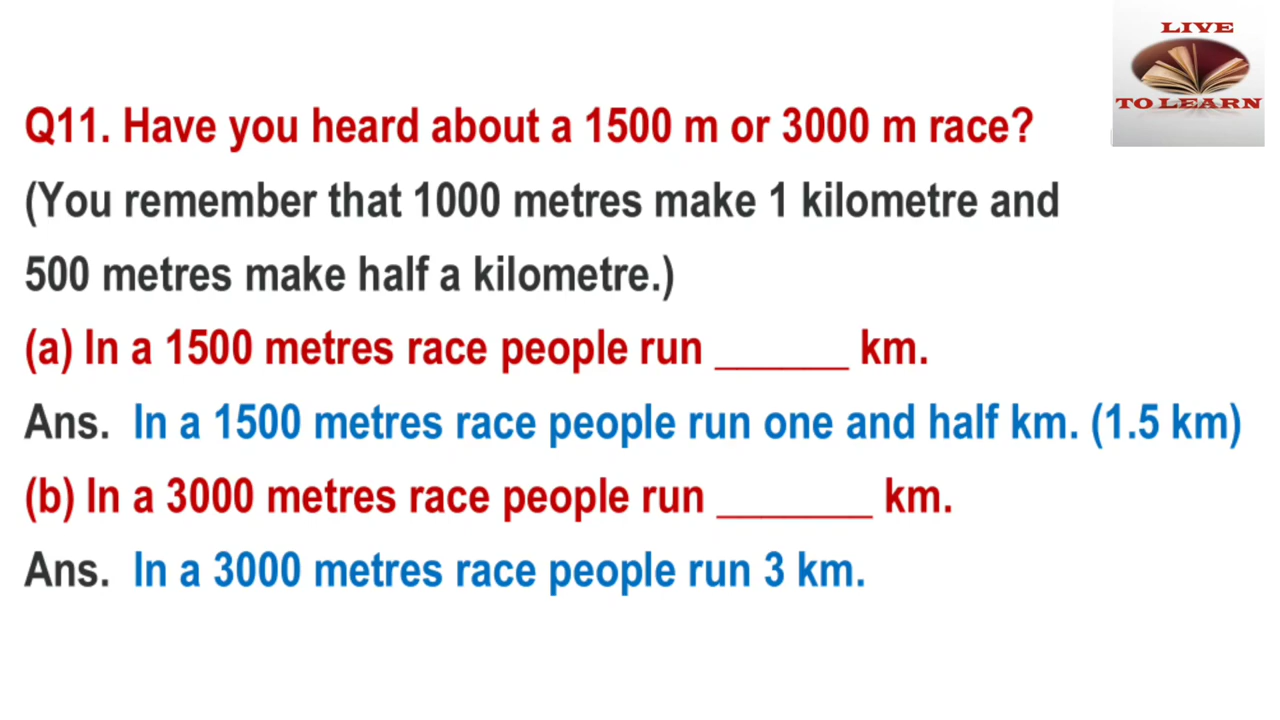 LIVE
TO LEARN
Q11. Have you heard about a 1500 m or 3000 m race?
(You remember that 1000 metres make 1 kilometre and
500 metres make half a kilometre.)
(a) In a 1500 metres race people run ______ km.
Ans. In a 1500 metres race people run one and half km. (1.5 km)
(b) In a 3000 metres race people run _______ km.
Ans. In a 3000 metres race people run 3 km.